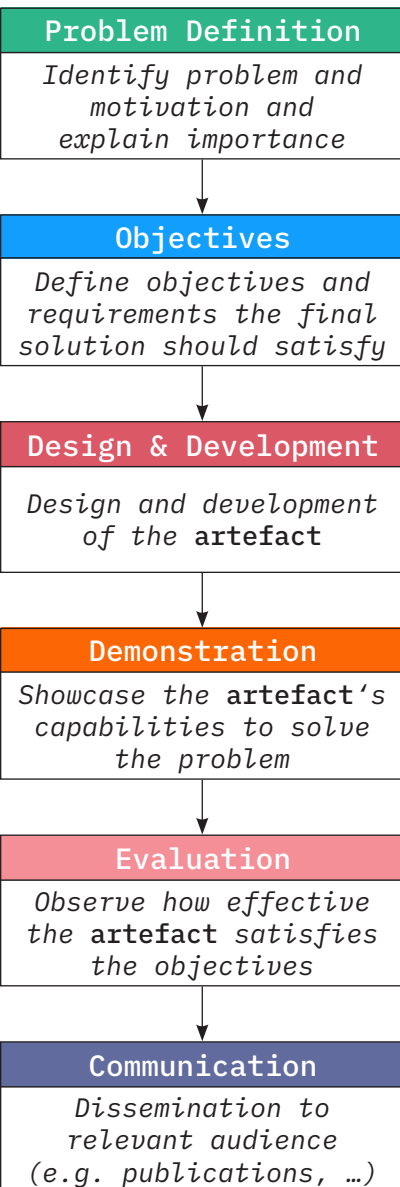 Problem Definition
Identify problem and
motivation and
explain importance
Objectives
Define objectives and
requirements the final
solution should satisfy
Design & Development
Design and development
of the artefact
Demonstration
Showcase the artefact‘s
capabilities to solve
the problem
Evaluation
Observe how effective
the artefact satisfies
the objectives
Communication
Dissemination to
relevant audience
(e.g. publications, …)